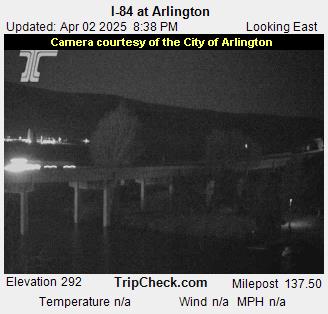 I-84 at Arlington
Updated: Apr 02 2025 8:38 PM Looking East
Camera courtesy of the City of Arlington
Elevation 292 TripCheck.com Milepost 137.50
Temperature n/a Wind n/a MPH n/a